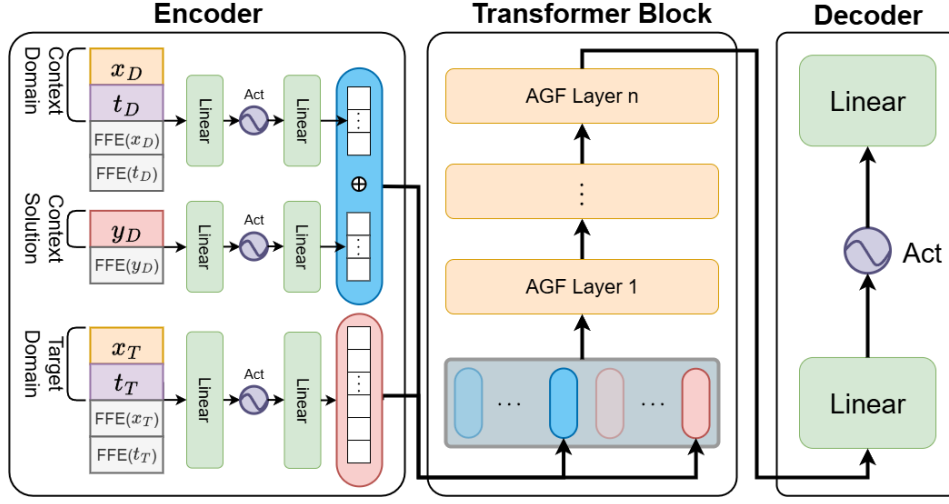 Encoder
Context
Domain
x_D
t_D
FFE(x_D)
FFE(t_D)
Linear
Act
Linear
⋮
⊕
Context
Solution
y_D
FFE(y_D)
Linear
Act
Linear
⋮
Target
Domain
x_T
t_T
FFE(x_T)
FFE(t_T)
Linear
Act
Linear
⋮
Transformer Block
AGF Layer n
⋮
AGF Layer 1
... ...
Decoder
Linear
Act
Linear